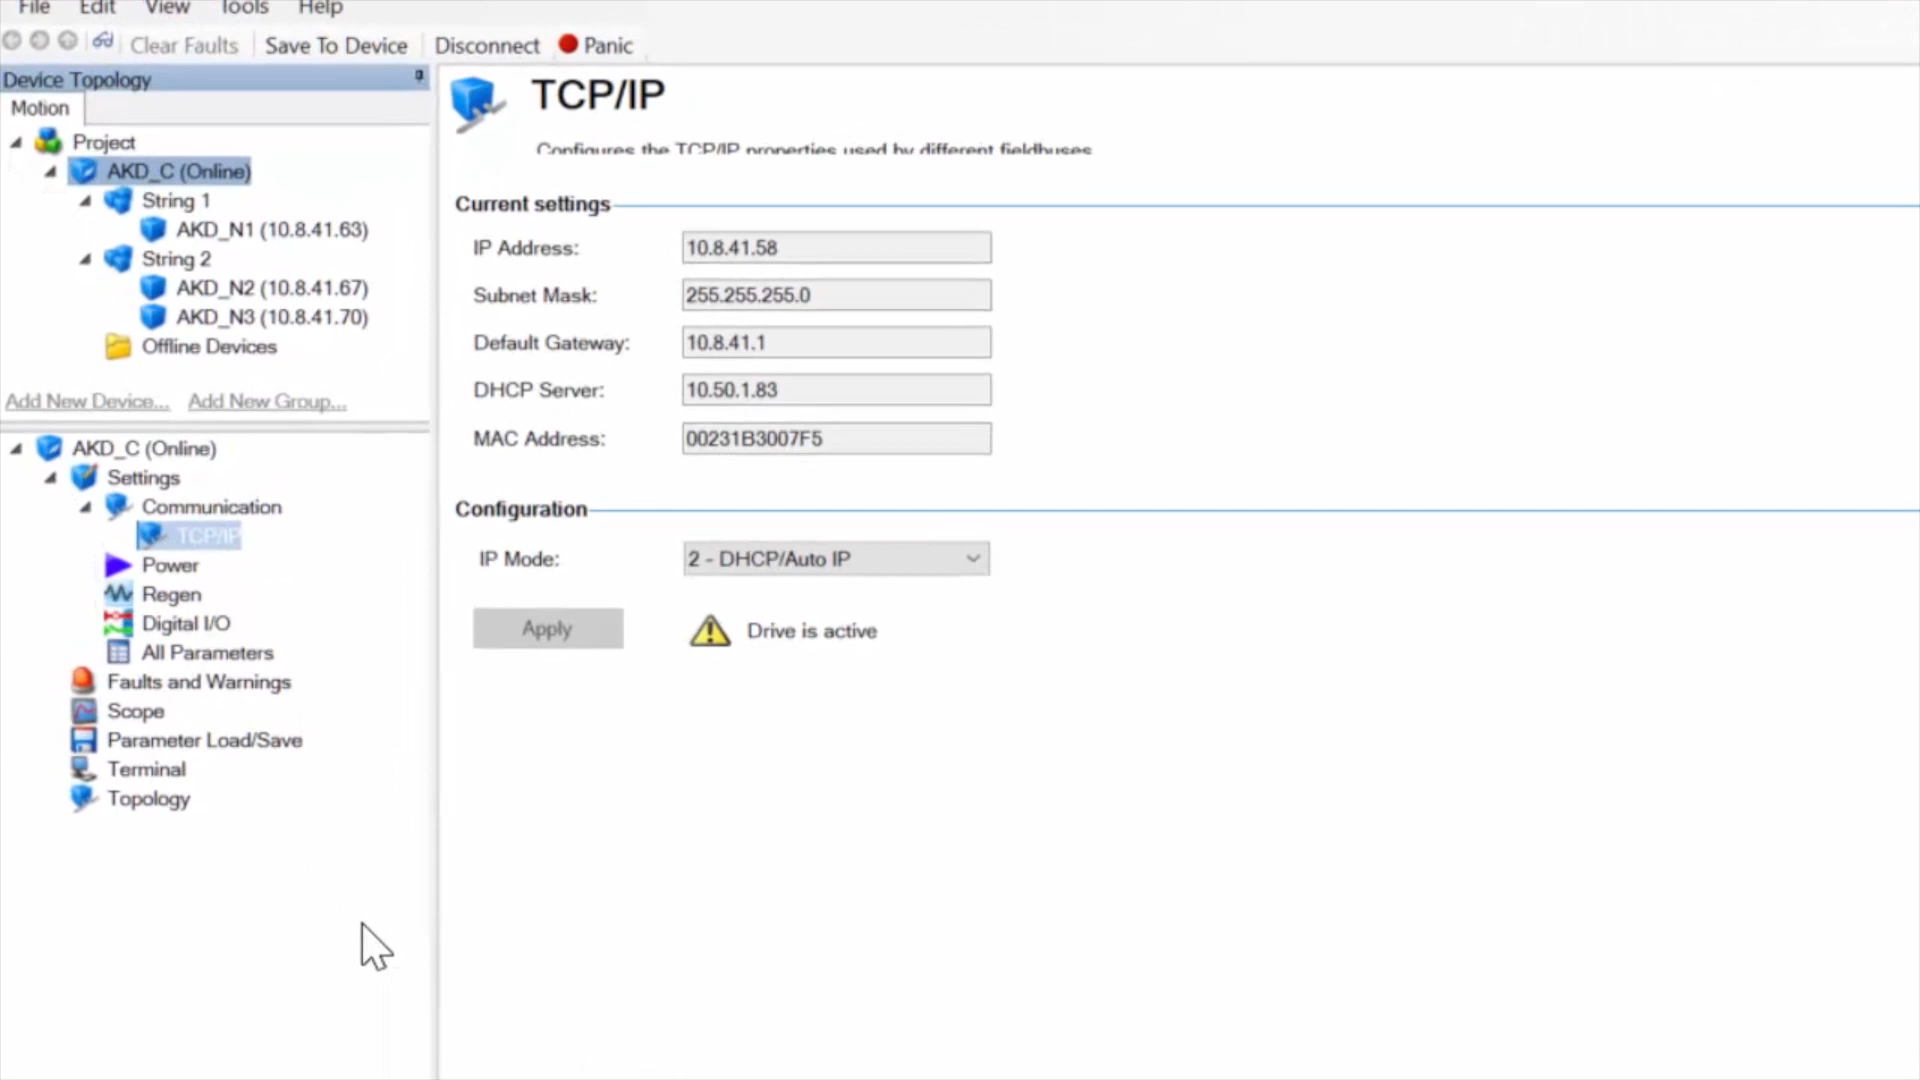 File Edit View Tools Help
Clear Faults Save To Device Disconnect Panic
Device Topology
Motion
Project
AKD_C (Online)
String 1
AKD_N1 (10.8.41.63)
String 2
AKD_N2 (10.8.41.67)
AKD_N3 (10.8.41.70)
Offline Devices
Add New Device... Add New Group...
AKD_C (Online)
Settings
Communication
TCP/IP
Power
Regen
Digital I/O
All Parameters
Faults and Warnings
Scope
Parameter Load/Save
Terminal
Topology
TCP/IP
Configures the TCP/IP properties used by different fieldbuses
Current settings
IP Address: 10.8.41.58
Subnet Mask: 255.255.255.0
Default Gateway: 10.8.41.1
DHCP Server: 10.50.1.83
MAC Address: 00231B3007F5
Configuration
IP Mode: 2 - DHCP/Auto IP
Apply Drive is active